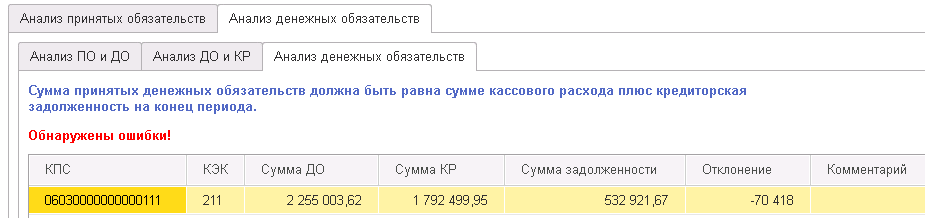 Анализ принятых обязательств Анализ денежных обязательств
Анализ ПО и ДО Анализ ДО и КР Анализ денежных обязательств
Сумма принятых денежных обязательств должна быть равна сумме кассового расхода плюс кредиторская
задолженность на конец периода.
Обнаружены ошибки!
КПС КЭК Сумма ДО Сумма КР Сумма задолженности Отклонение Комментарий
06030000000000111 211 2 255 003,62 1 792 499,95 532 921,67 -70 418